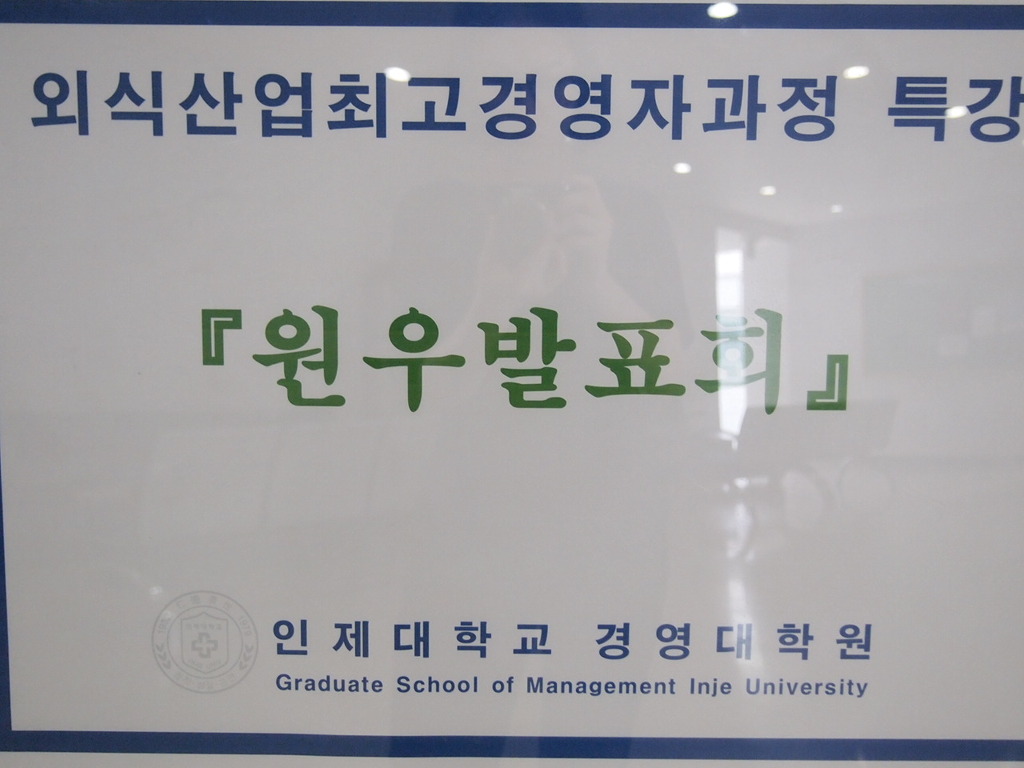 외식산업최고경영자과정 특강
『원우발표회』
인제대학교 경영대학원
Graduate School of Management Inje University